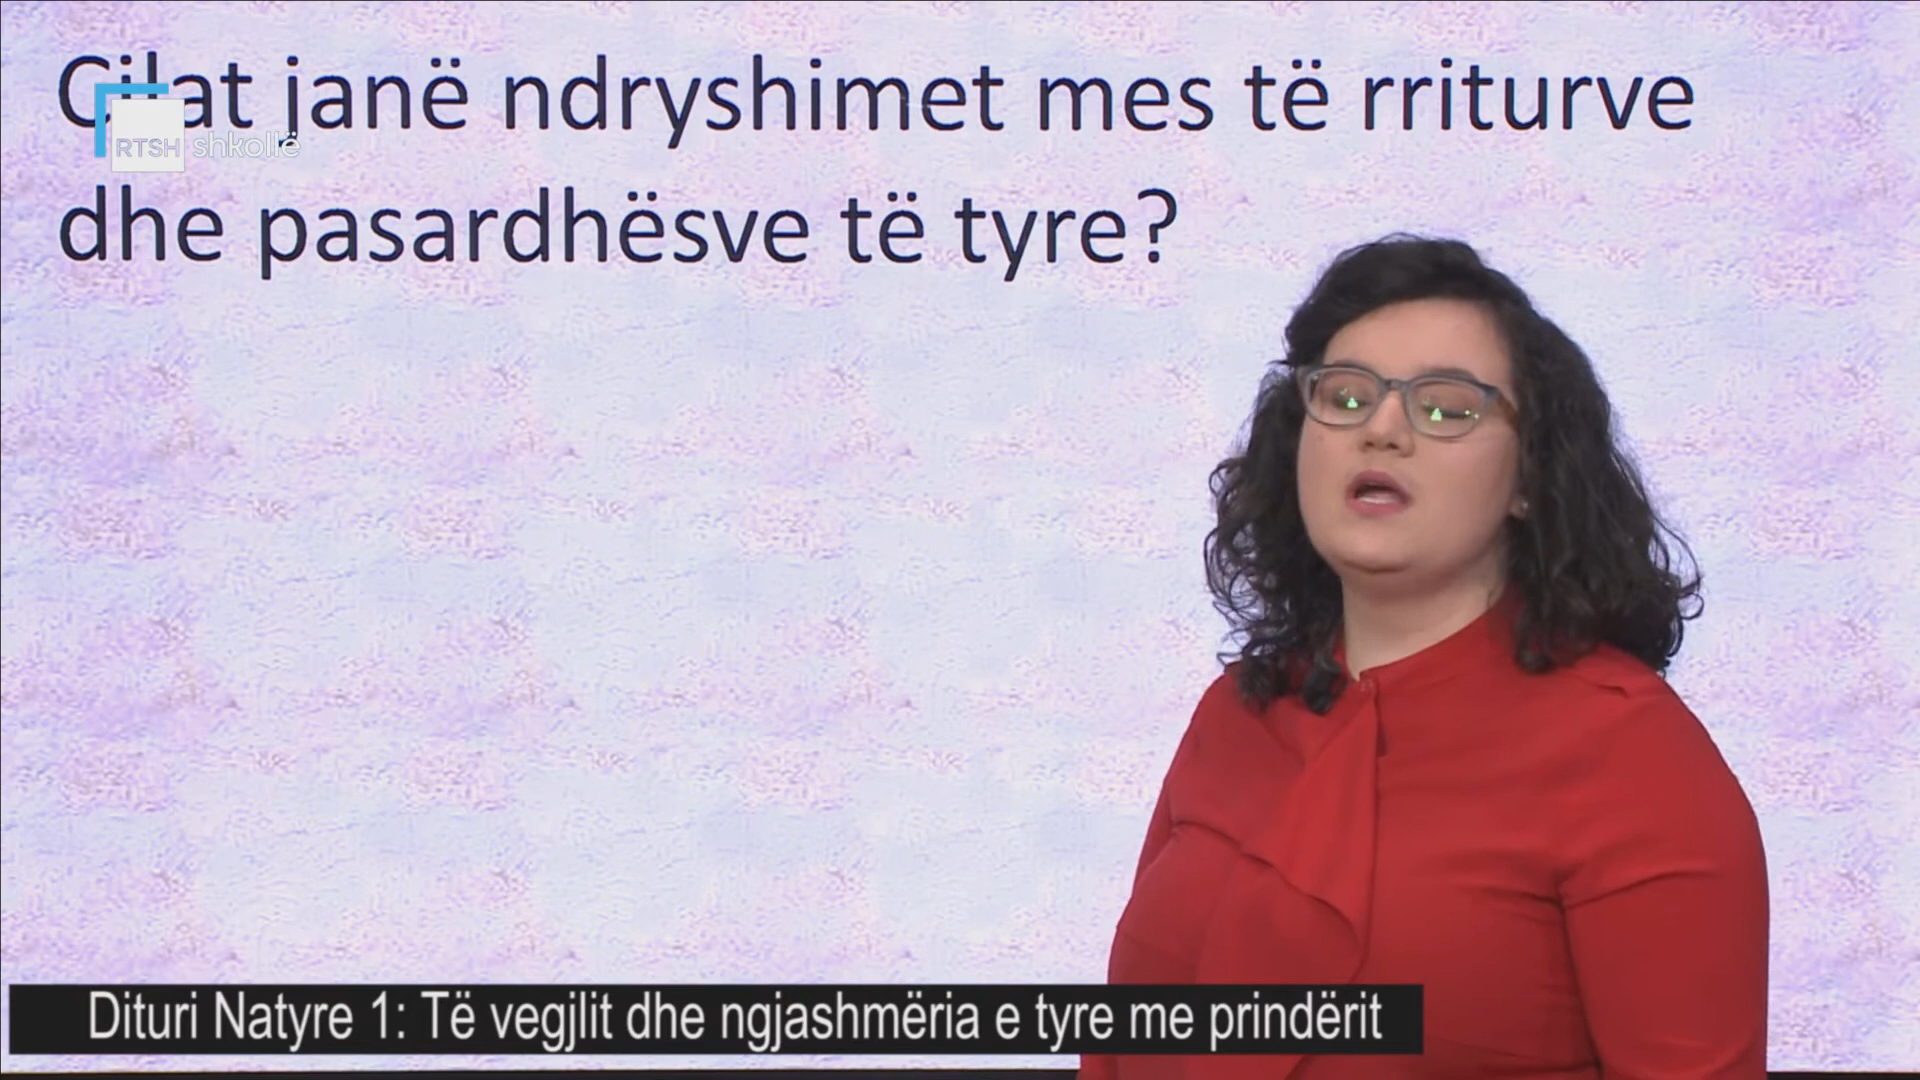 Cilat janë ndryshimet mes të rriturve
RTSH shkollë
dhe pasardhësve të tyre?
Dituri Natyre 1: Të vegjlit dhe ngjashmëria e tyre me prindërit